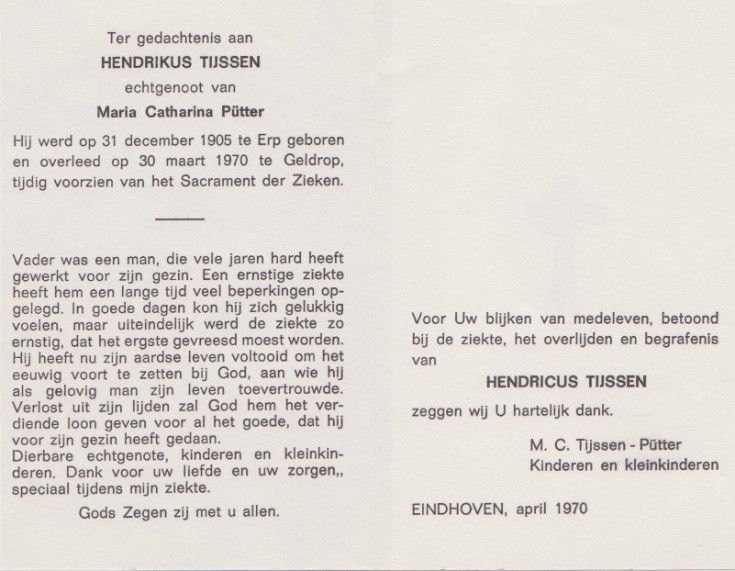 Ter gedachtenis aan
HENDRIKUS TIJSSEN
echtgenoot van
Maria Catharina Pütter
Hij werd op 31 december 1905 te Erp geboren
en overleed op 30 maart 1970 te Geldrop,
tijdig voorzien van het Sacrament der Zieken.
Vader was een man, die vele jaren hard heeft
gewerkt voor zijn gezin. Een ernstige ziekte
heeft hem een lange tijd veel beperkingen op-
gelegd. In goede dagen kon hij zich gelukkig
voelen, maar uiteindelijk werd de ziekte zo
ernstig, dat het ergste gevreesd moest worden.
Hij heeft nu zijn aardse leven voltooid om het
eeuwig voort te zetten bij God, aan wie hij
als gelovig man zijn leven toevertrouwde.
Verlost uit zijn lijden zal God hem het ver-
diende loon geven voor al het goede, dat hij
voor zijn gezin heeft gedaan.
Dierbare echtgenote, kinderen en kleinkin-
deren. Dank voor uw liefde en uw zorgen,,
speciaal tijdens mijn ziekte.
Gods Zegen zij met u allen.
Voor Uw blijken van medeleven, betoond
bij de ziekte, het overlijden en begrafenis
van
HENDRICUS TIJSSEN
zeggen wij U hartelijk dank.
M. C. Tijssen - Pütter
Kinderen en kleinkinderen
EINDHOVEN, april 1970